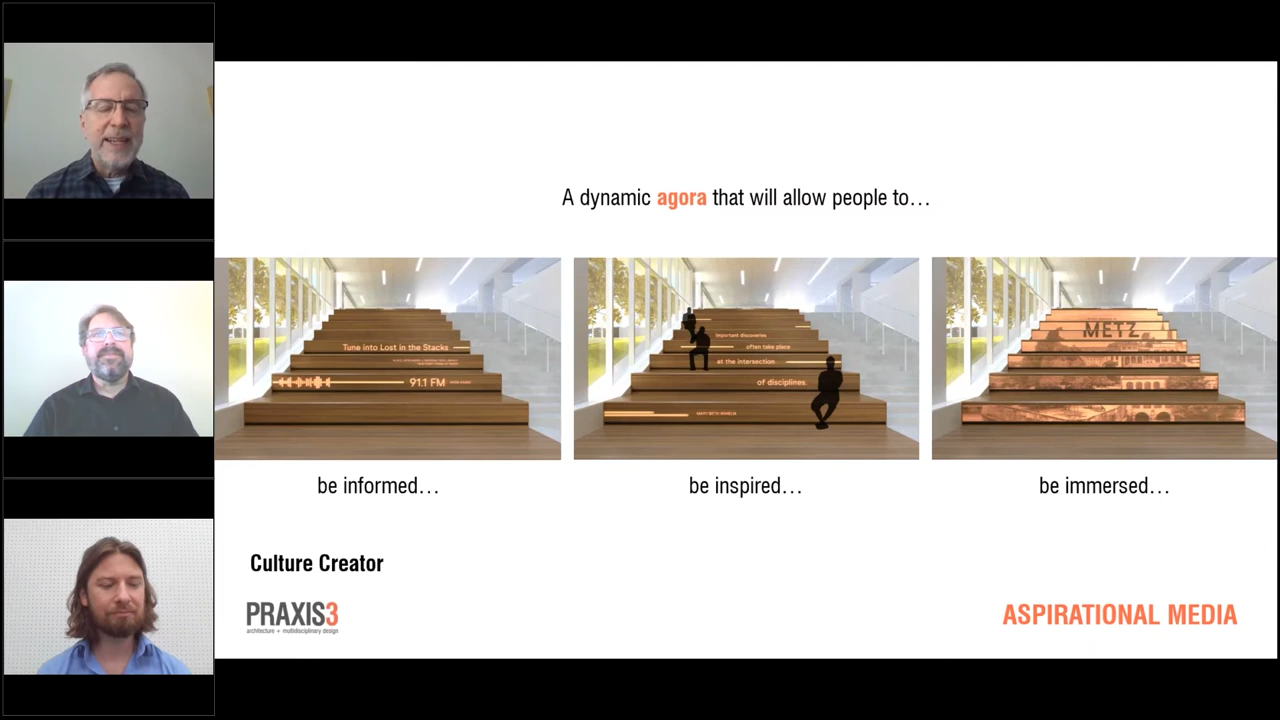 A dynamic agora that will allow people to…
Tune into Lost in the Stacks
91.1 FM
important discoveries
often take place
at the intersection
of disciplines.
METZ
be informed…
be inspired…
be immersed…
Culture Creator
PRAXIS3
architecture + multidisciplinary design
ASPIRATIONAL MEDIA